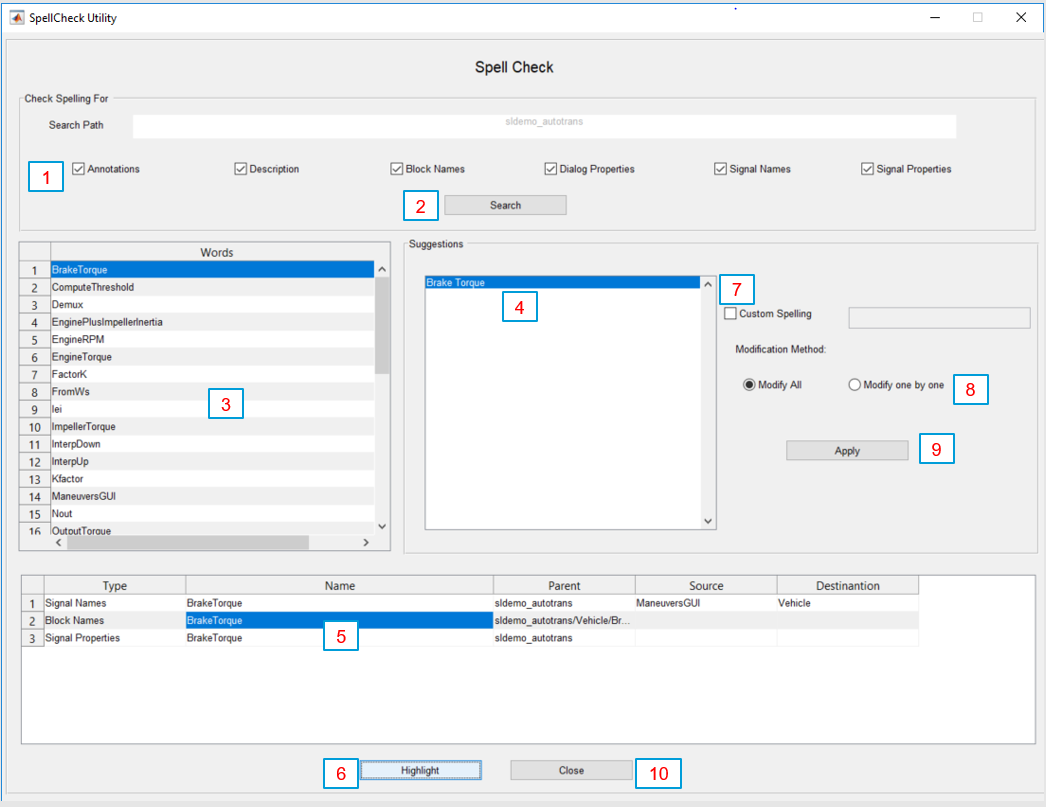 SpellCheck Utility
Spell Check
Check Spelling For
Search Path
sldemo_autotrans
1
Annotations
Description
Block Names
Dialog Properties
Signal Names
Signal Properties
2
Search
Words
1 BrakeTorque
2 ComputeThreshold
3 Demux
4 EnginePlusImpellerInertia
5 EngineRPM
6 EngineTorque
7 FactorK
8 FromWs
9 Iei
10 ImpellerTorque
11 InterpDown
12 InterpUp
13 Kfactor
14 ManeuversGUI
15 Nout
16 OutputTorque
3
Suggestions
Brake Torque
4
7
Custom Spelling
Modification Method:
Modify All
Modify one by one
8
Apply
9
Type Name Parent Source Destinantion
1 Signal Names BrakeTorque sldemo_autotrans ManeuversGUI Vehicle
2 Block Names BrakeTorque sldemo_autotrans/Vehicle/Br...
3 Signal Properties BrakeTorque sldemo_autotrans
5
6
Highlight
Close
10